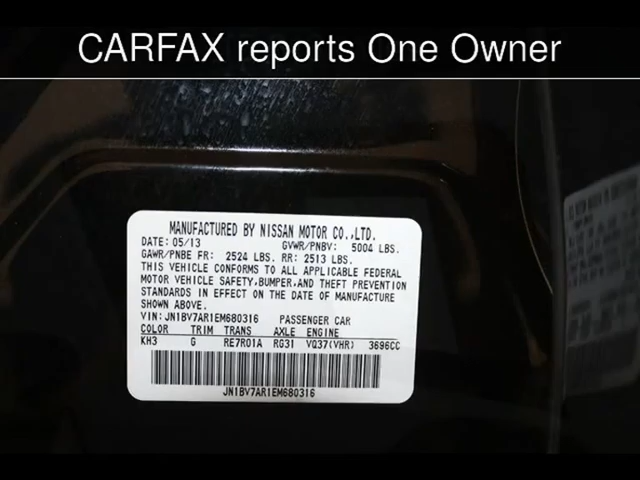 CARFAX reports One Owner
MANUFACTURED BY NISSAN MOTOR CO.,LTD.
DATE: 05/13 GVWR/PNBV: 5004 LBS.
GAWR/PNBE FR: 2524 LBS. RR: 2513 LBS.
THIS VEHICLE CONFORMS TO ALL APPLICABLE FEDERAL
MOTOR VEHICLE SAFETY,BUMPER,AND THEFT PREVENTION
STANDARDS IN EFFECT ON THE DATE OF MANUFACTURE
SHOWN ABOVE.
VIN: JN1BV7AR1EM680316 PASSENGER CAR
COLOR TRIM TRANS AXLE ENGINE
KH3 G RE7R01A RG31 VQ37(VHR) 3696CC
JN1BV7AR1EM680316